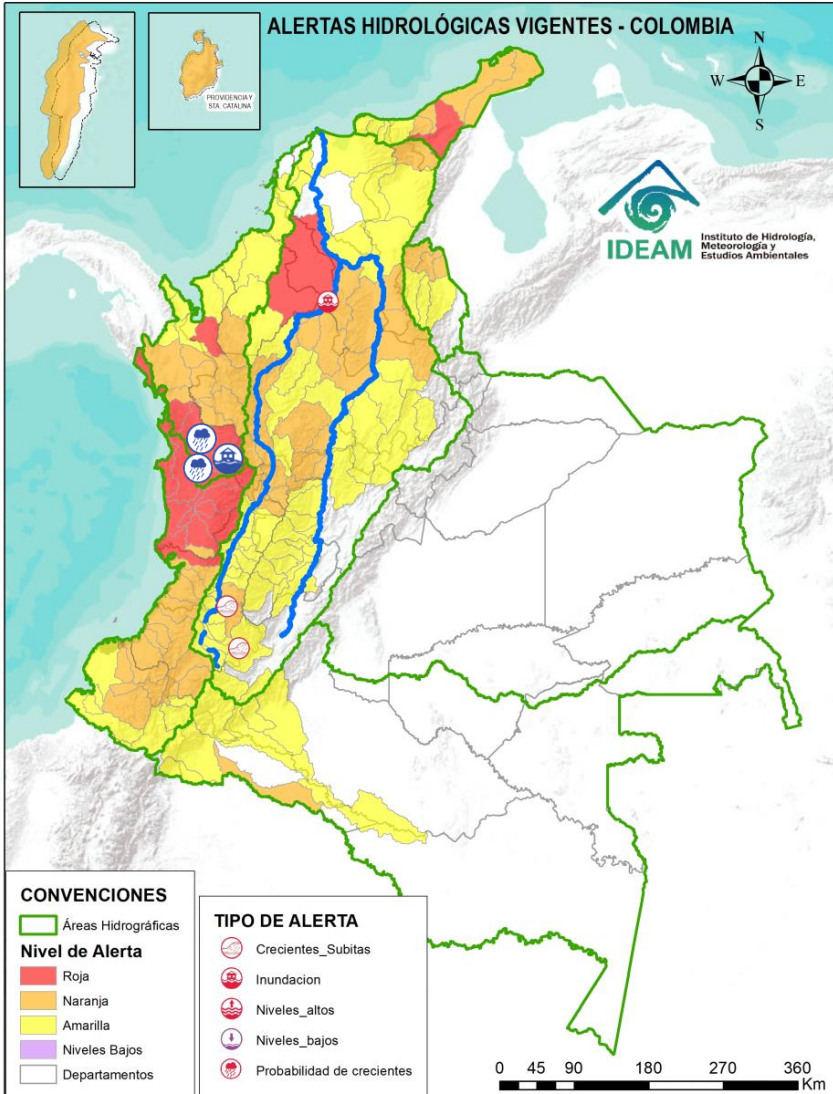 ALERTAS HIDROLÓGICAS VIGENTES - COLOMBIA
PROVIDENCIA Y
STA. CATALINA
N
W
E
S
IDEAM
Instituto de Hidrología,
Meteorología y
Estudios Ambientales
CONVENCIONES
Áreas Hidrográficas
Nivel de Alerta
Roja
Naranja
Amarilla
Niveles Bajos
Departamentos
TIPO DE ALERTA
Crecientes_Subitas
Inundacion
Niveles_altos
Niveles_bajos
Probabilidad de crecientes
0 45 90 180 270 360
Km